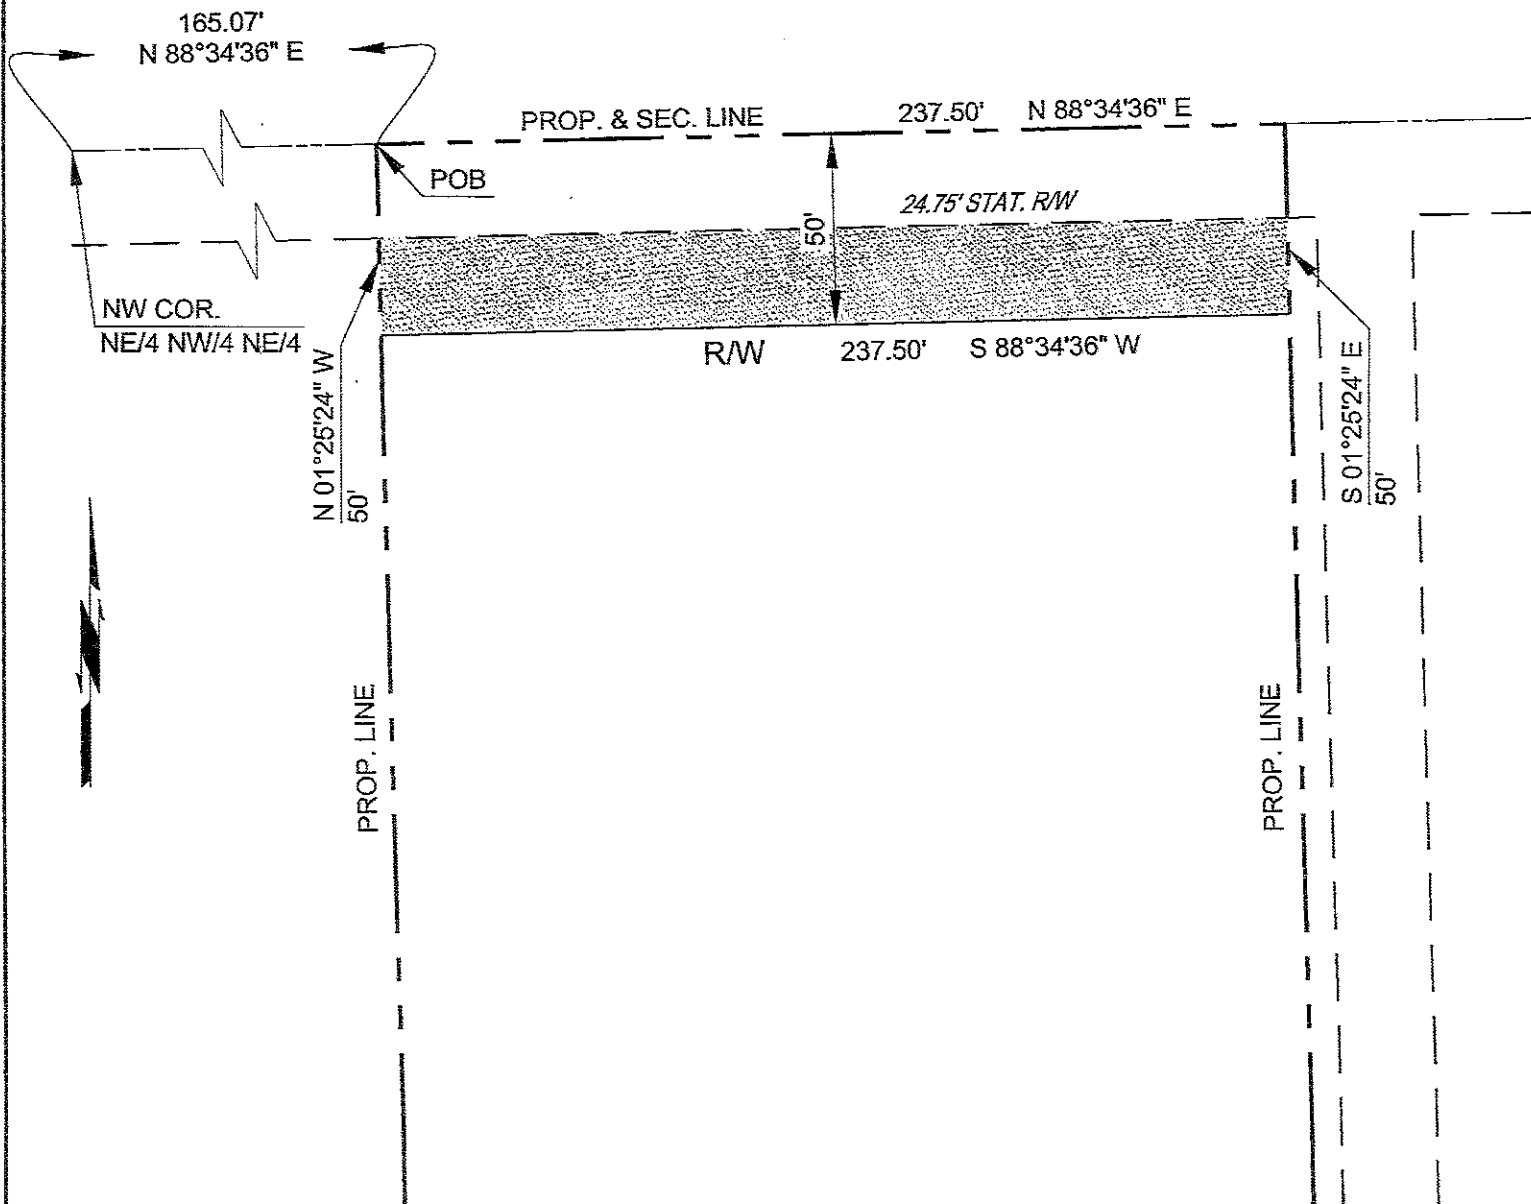 165.07'
N 88°34'36" E
PROP. & SEC. LINE
237.50'
N 88°34'36" E
POB
24.75' STAT. R/W
50'
NW COR.
NE/4 NW/4 NE/4
R/W
237.50'
S 88°34'36" W
N 01°25'24" W
50'
S 01°25'24" E
50'
PROP. LINE
PROP. LINE